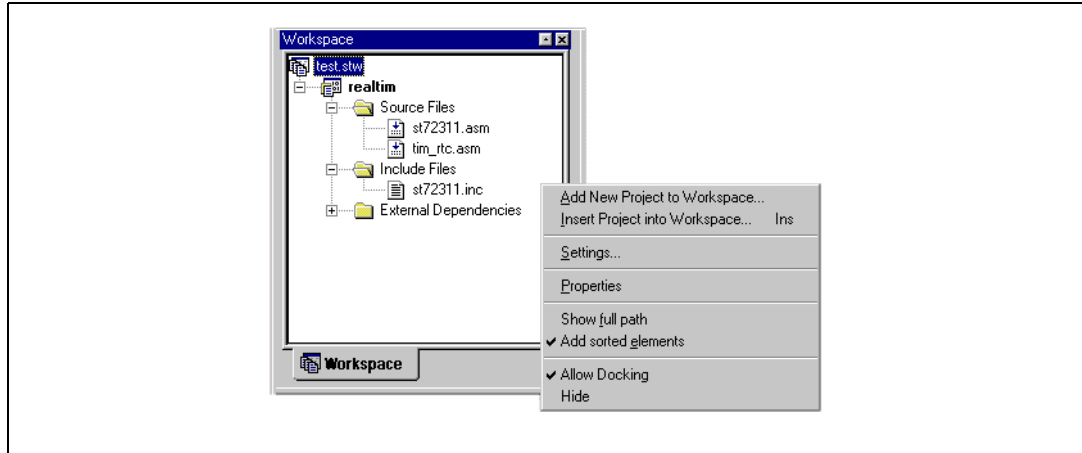 Workspace
test.stw
realtim
Source Files
st72311.asm
tim_rtc.asm
Include Files
st72311.inc
External Dependencies
Workspace
Add New Project to Workspace...
Insert Project into Workspace... Ins
Settings...
Properties
Show full path
Add sorted elements
Allow Docking
Hide